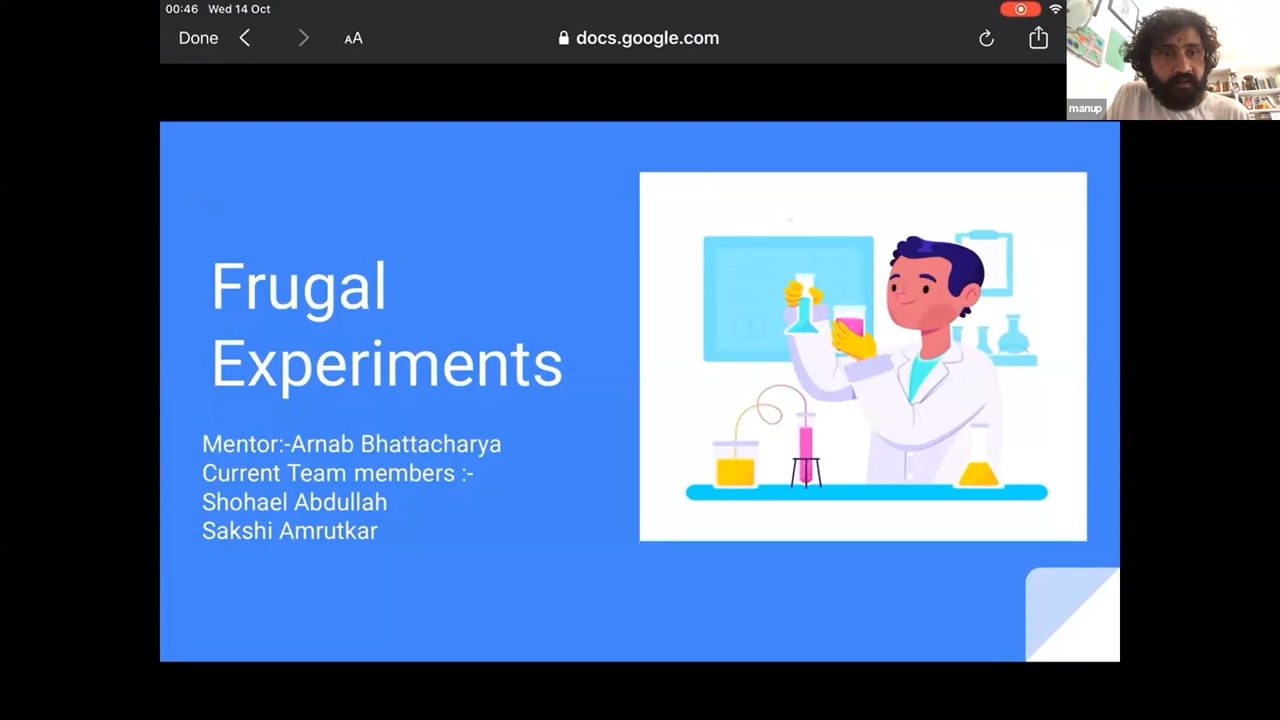 00:46 Wed 14 Oct
Done
AA
docs.google.com
manup
Frugal
Experiments
Mentor:-Arnab Bhattacharya
Current Team members :-
Shohael Abdullah
Sakshi Amrutkar